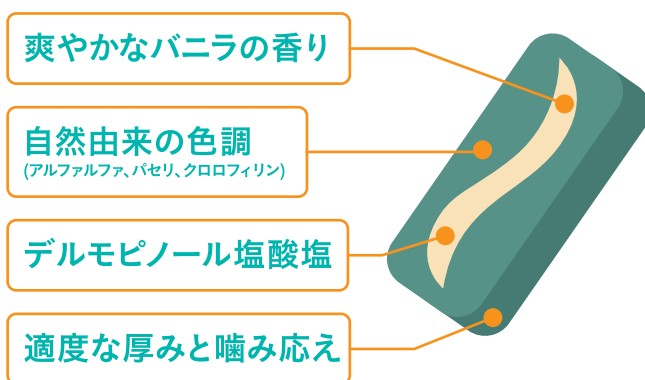 爽やかなバニラの香り
自然由来の色調
(アルファルファ、パセリ、クロロフィリン)
デルモピノール塩酸塩
適度な厚みと噛み応え